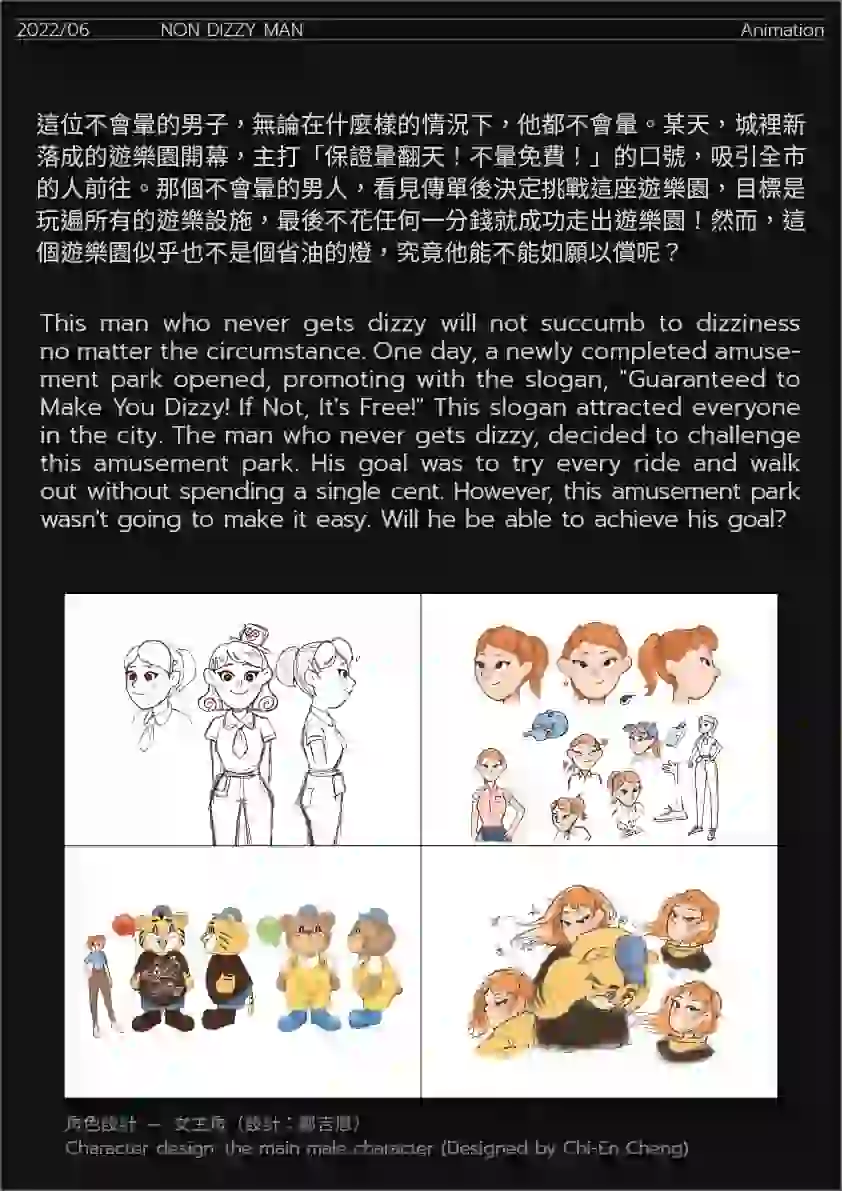 2022/06 NON DIZZY MAN Animation
這位不會暈的男子，無論在什麼樣的情況下，他都不會暈。某天，城裡新
落成的遊樂園開幕，主打「保證暈翻天！不暈免費！」的口號，吸引全市
的人前往。那個不會暈的男人，看見傳單後決定挑戰這座遊樂園，目標是
玩遍所有的遊樂設施，最後不花任何一分錢就成功走出遊樂園！然而，這
個遊樂園似乎也不是個省油的燈，究竟他能不能如願以償呢？
This man who never gets dizzy will not succumb to dizziness
no matter the circumstance. One day, a newly completed amuse-
ment park opened, promoting with the slogan, "Guaranteed to
Make You Dizzy! If Not, It's Free!" This slogan attracted everyone
in the city. The man who never gets dizzy, decided to challenge
this amusement park. His goal was to try every ride and walk
out without spending a single cent. However, this amusement park
wasn't going to make it easy. Will he be able to achieve his goal?
角色設計 – 女主角（設計：鄭吉恩）
Character design: the main male character (Designed by Chi-En Cheng)